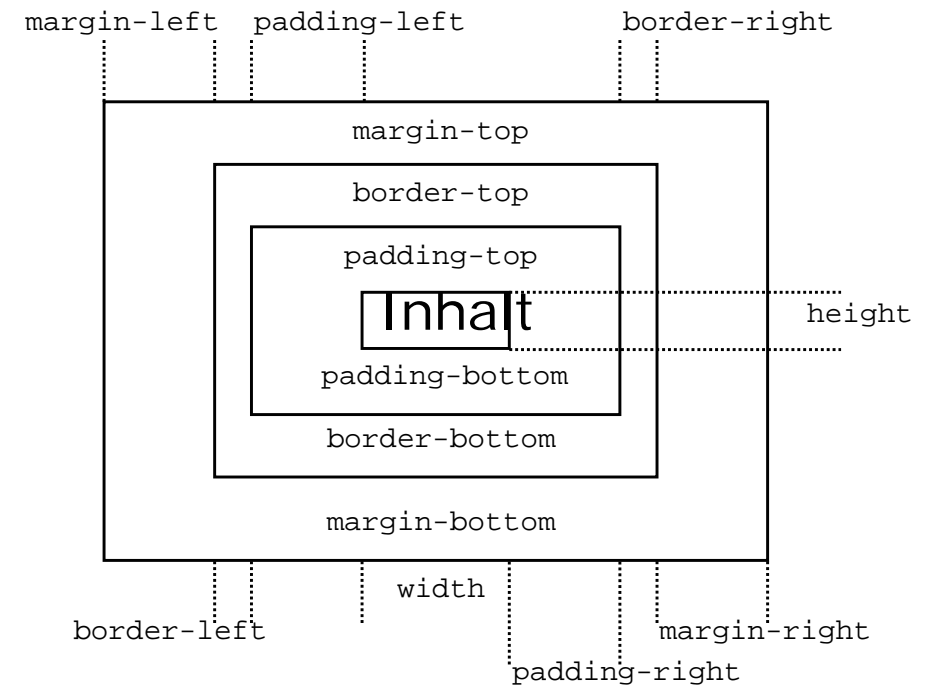 margin-left padding-left border-right
margin-top
border-top
padding-top
Inhalt
height
padding-bottom
border-bottom
margin-bottom
width
border-left margin-right
padding-right